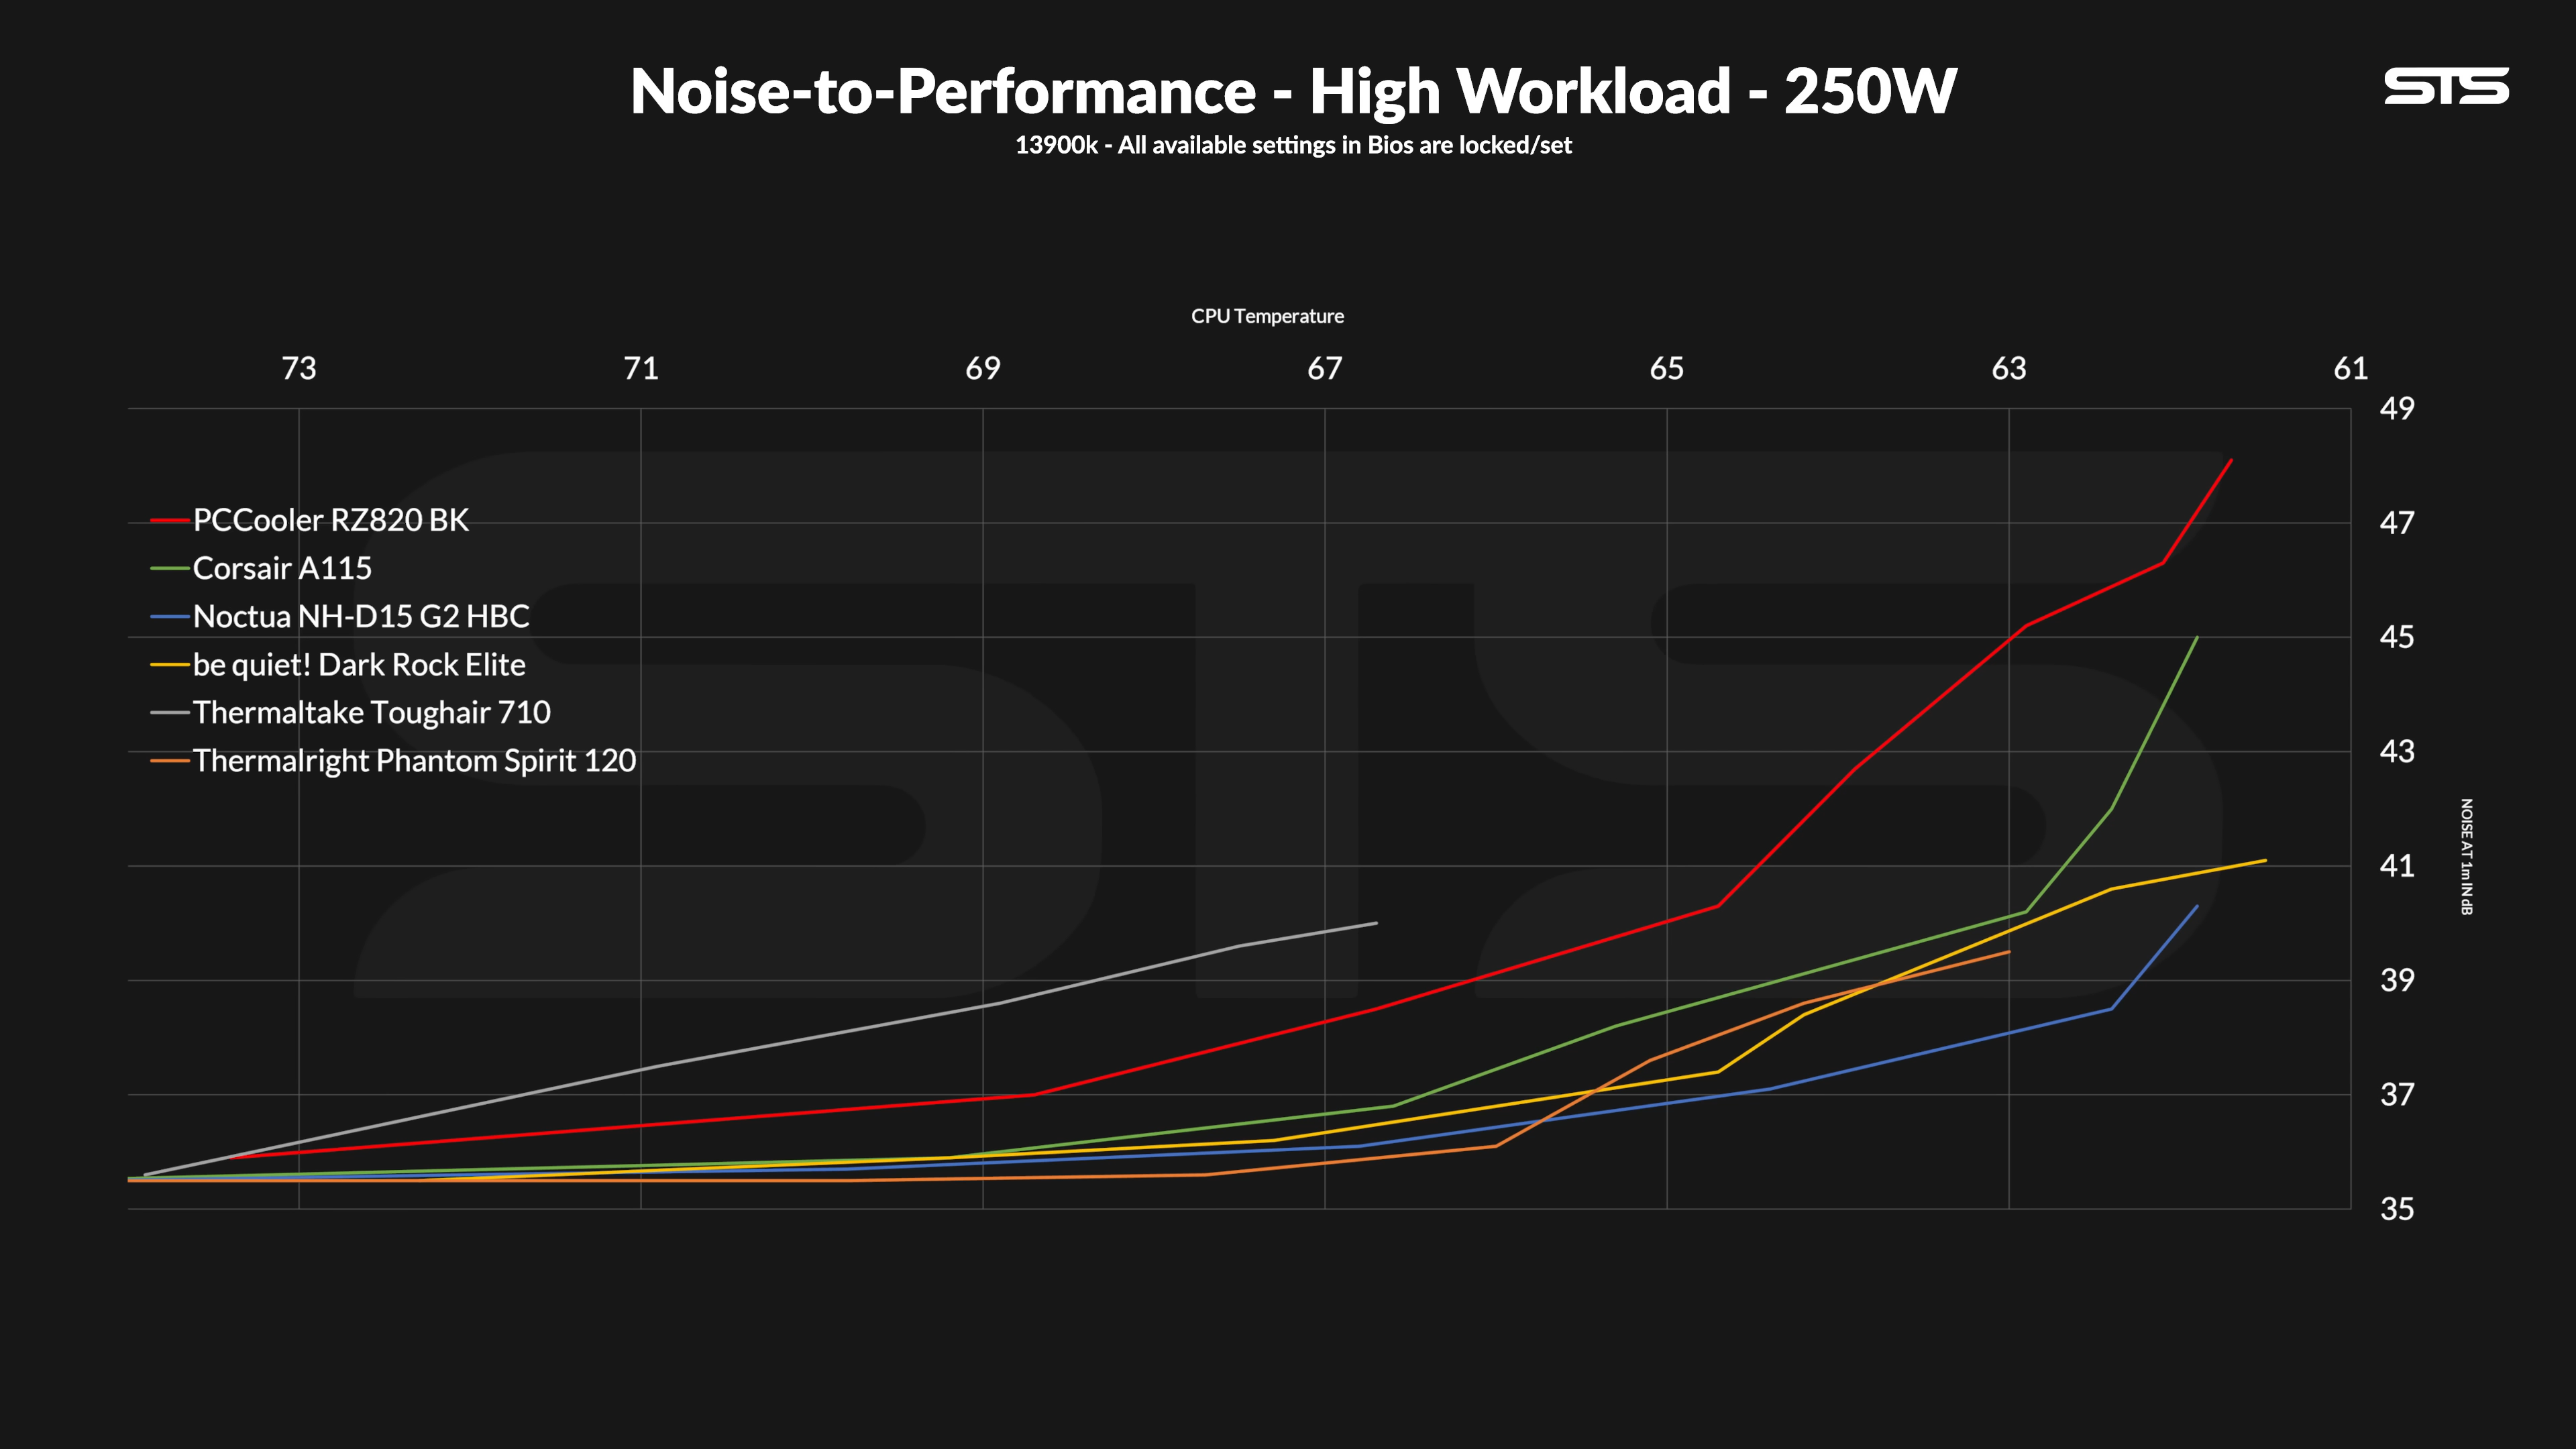 Noise-to-Performance - High Workload - 250W
STS
13900k - All available settings in Bios are locked/set
CPU Temperature
73 71 69 67 65 63 61
49
PCCooler RZ820 BK
47
Corsair A115
Noctua NH-D15 G2 HBC
45
be quiet! Dark Rock Elite
Thermaltake Toughair 710
43
Thermalright Phantom Spirit 120
41
NOISE AT 1m IN dB
39
37
35